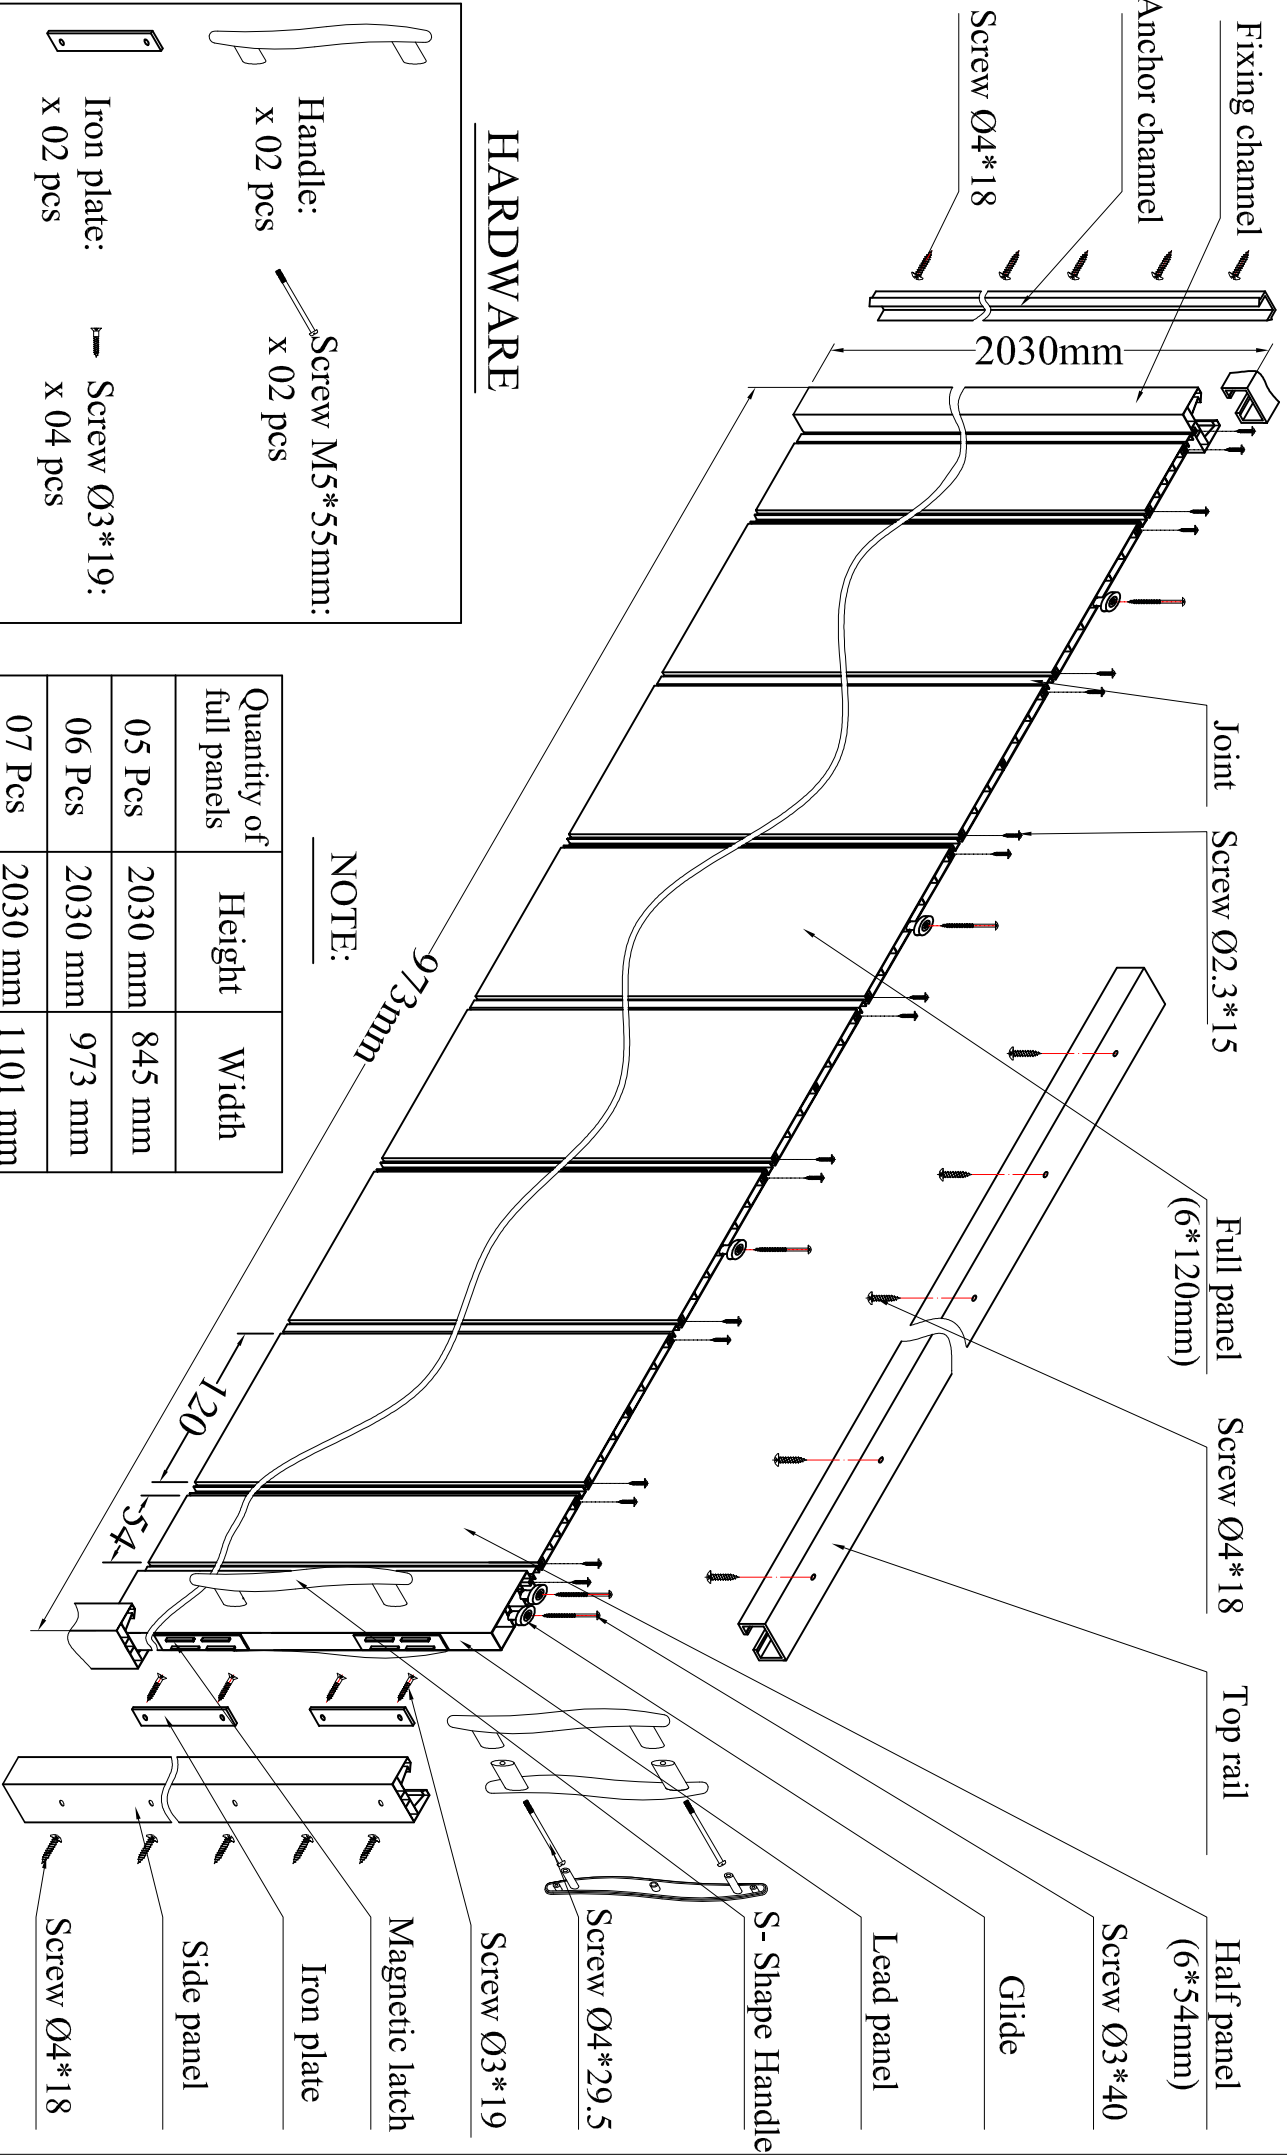 Fixing channel
Anchor channel
Screw Ø4*18
2030mm
Joint
Screw Ø2.3*15
Full panel
(6*120mm)
Screw Ø4*18
Top rail
Half panel
(6*54mm)
Screw Ø3*40
Glide
Lead panel
S- Shape Handle
Screw Ø4*29.5
Screw Ø3*19
Magnetic latch
Iron plate
Side panel
Screw Ø4*18
973mm
120
54
HARDWARE
Handle:
x 02 pcs
Screw M5*55mm:
x 02 pcs
Iron plate:
x 02 pcs
Screw Ø3*19:
x 04 pcs
NOTE:
Quantity of
full panels
Height
Width
05 Pcs 2030 mm 845 mm
06 Pcs 2030 mm 973 mm
07 Pcs 2030 mm 1101 mm